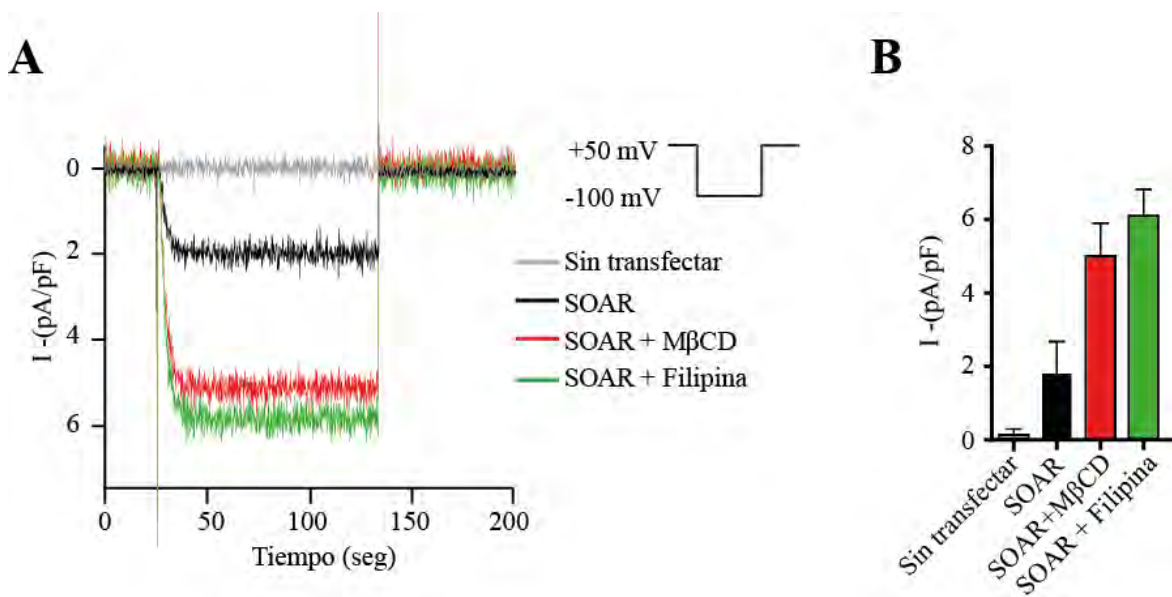 A
I -(pA/pF)
0
2
4
6
0
50
100
150
200
Tiempo (seg)
+50 mV
-100 mV
Sin transfectar
SOAR
SOAR + MβCD
SOAR + Filipina
B
I -(pA/pF)
8
6
4
2
0
Sin transfectar
SOAR
SOAR+MβCD
SOAR + Filipina